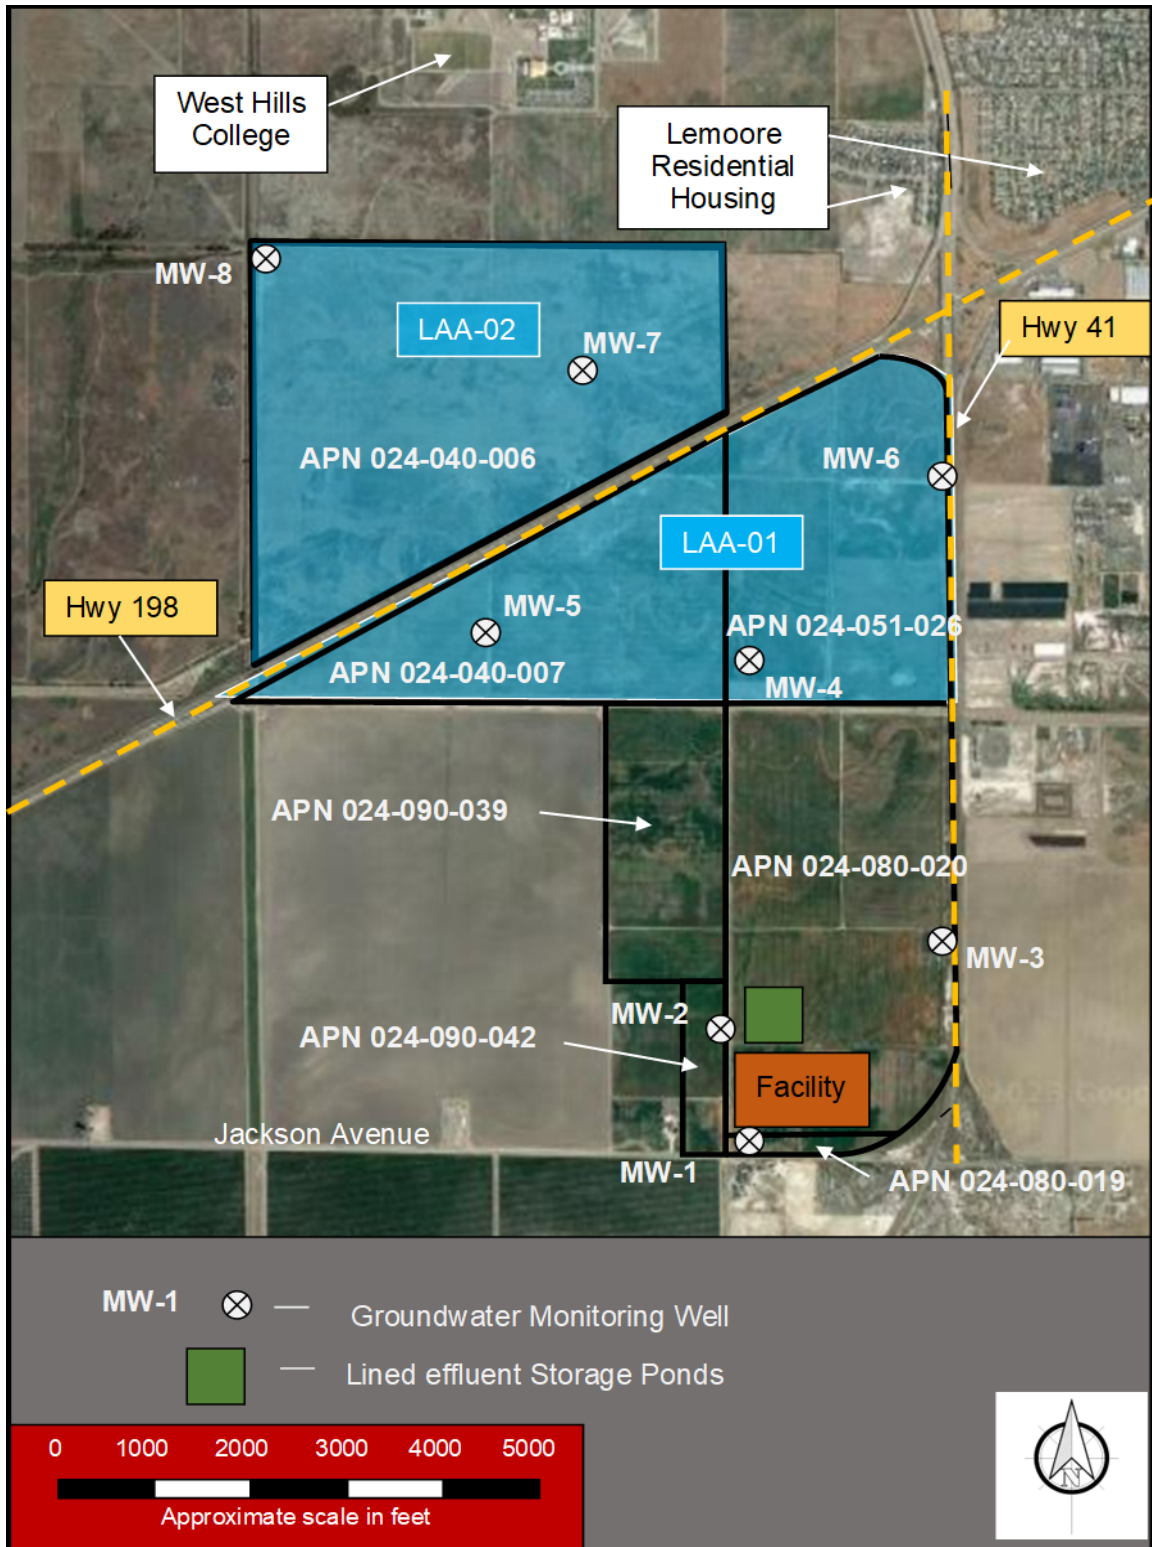 West Hills
College
Lemoore
Residential
Housing
MW-8
LAA-02
MW-7
Hwy 41
APN 024-040-006
MW-6
LAA-01
Hwy 198
MW-5
APN 024-051-026
APN 024-040-007
MW-4
APN 024-090-039
APN 024-080-020
MW-3
MW-2
APN 024-090-042
Facility
Jackson Avenue
MW-1
APN 024-080-019
MW-1 — Groundwater Monitoring Well
— Lined effluent Storage Ponds
0 1000 2000 3000 4000 5000
Approximate scale in feet
N